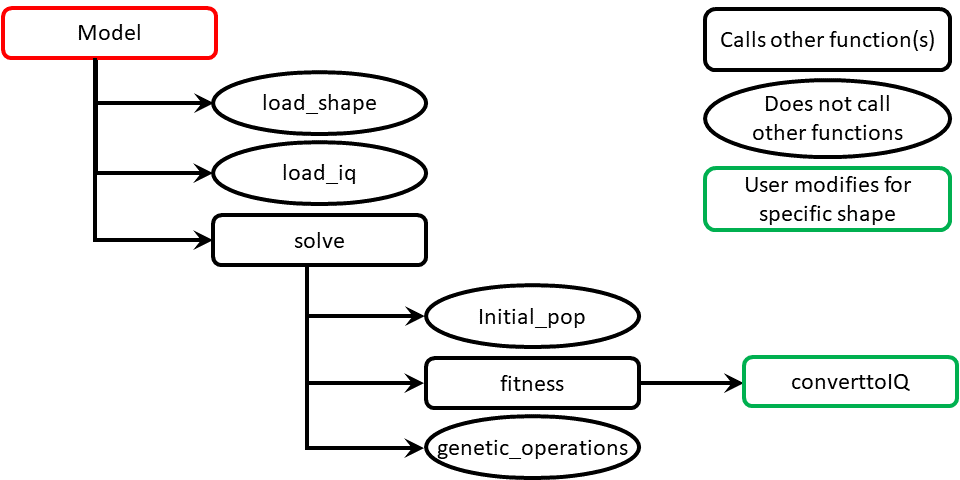 Model
load_shape
load_iq
solve
Initial_pop
fitness
converttoIQ
genetic_operations
Calls other function(s)
Does not call
other functions
User modifies for
specific shape